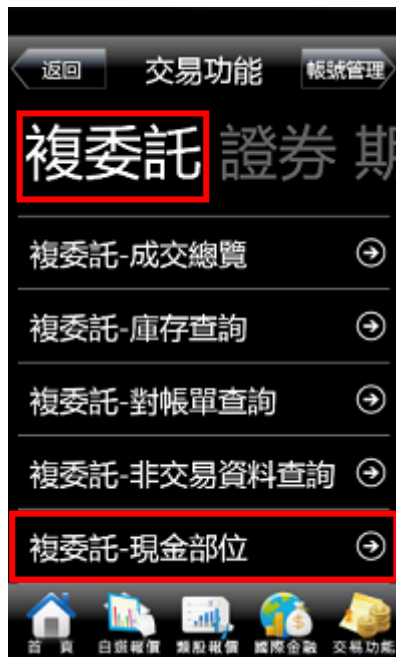 返回 交易功能 帳號管理
複委託 證券 期
複委託-成交總覽
複委託-庫存查詢
複委託-對帳單查詢
複委託-非交易資料查詢
複委託-現金部位
首頁 自選報價 類股報價 國際金融 交易功能